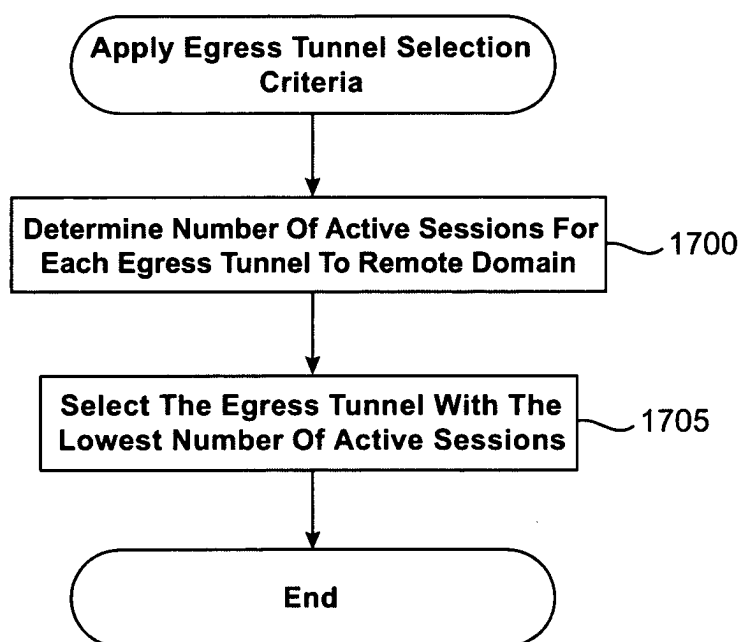 Apply Egress Tunnel Selection
Criteria
Determine Number Of Active Sessions For
Each Egress Tunnel To Remote Domain
1700
Select The Egress Tunnel With The
Lowest Number Of Active Sessions
1705
End